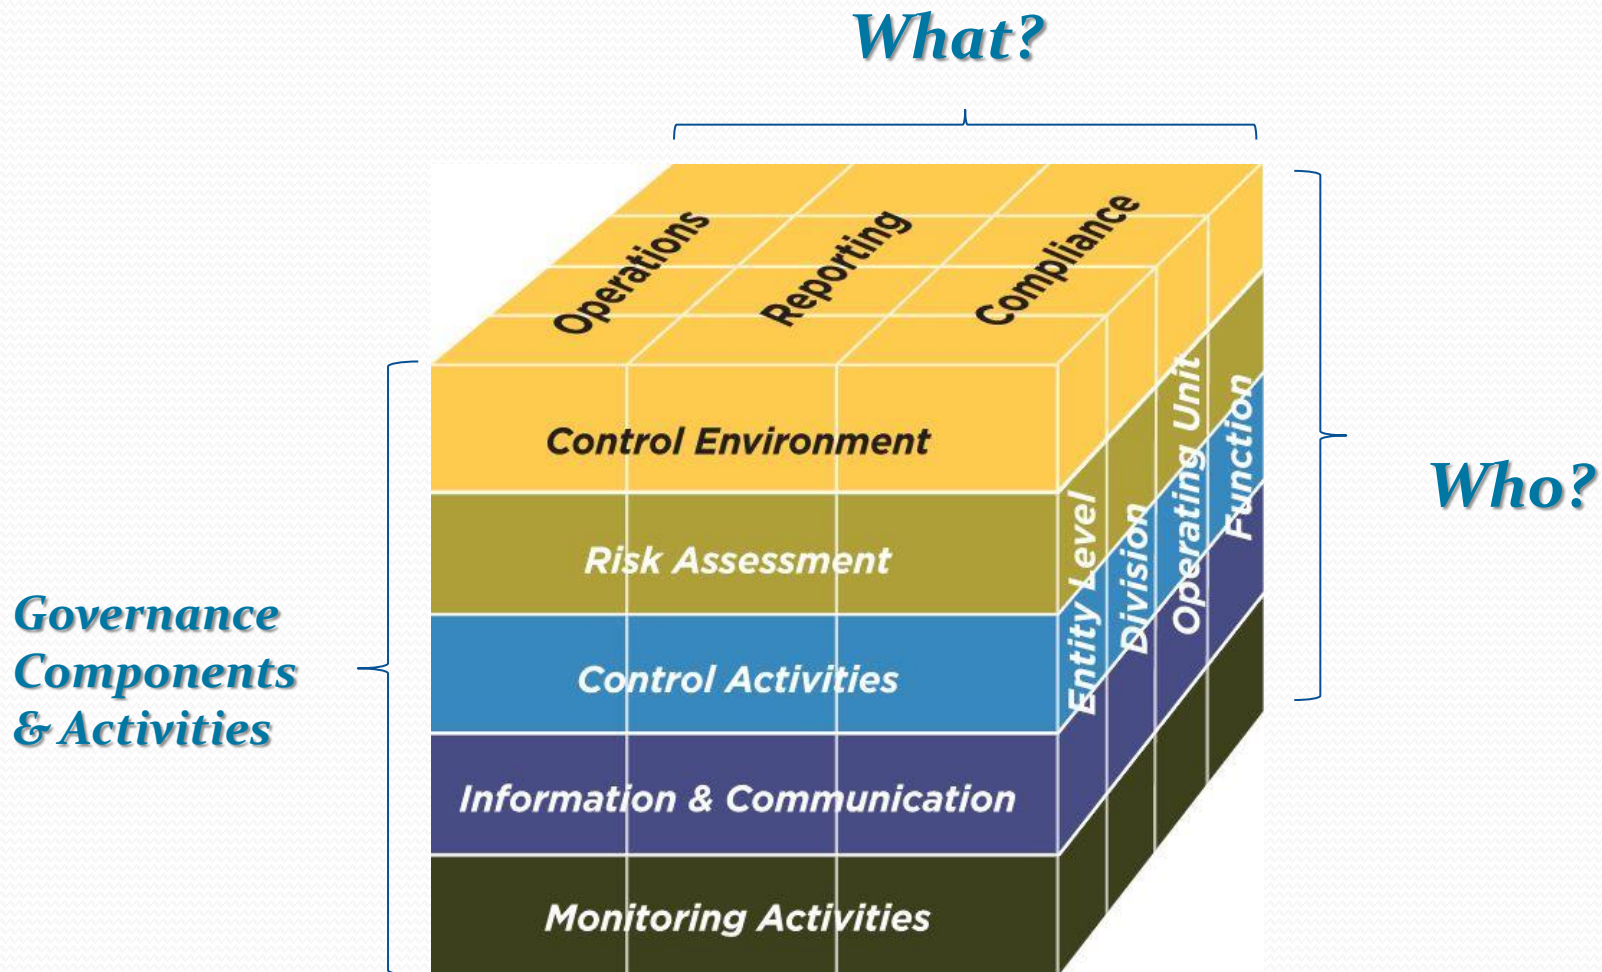 What?
Operations
Reporting
Compliance
Control Environment
Risk Assessment
Control Activities
Information & Communication
Monitoring Activities
Entity Level
Division
Operating Unit
Function
Who?
Governance
Components
& Activities